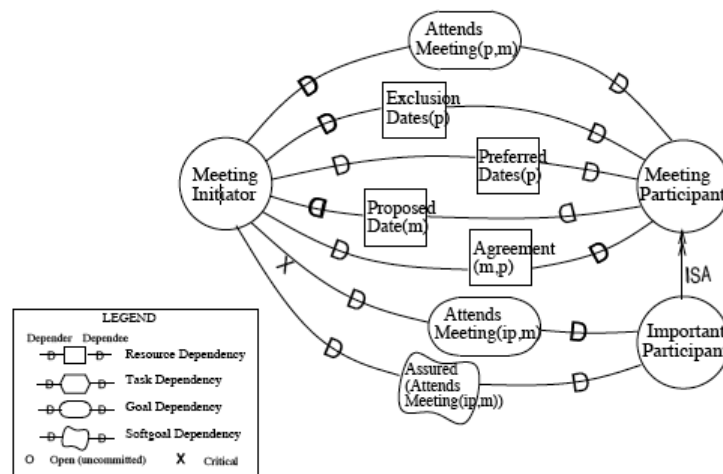 Attends
Meeting(p,m)
D
D
Exclusion
Dates(p)
D
D
Meeting
Initiator
D
Preferred
Dates(p)
D
Meeting
Participant
D
Proposed
Date(m)
D
D
Agreement
(m,p)
D
X
ISA
D
Attends
Meeting(ip,m)
D
Important
Participant
D
Assured
(Attends
Meeting(ip,m))
D
LEGEND
Depender Dependee
D D Resource Dependency
D D Task Dependency
D D Goal Dependency
D D Softgoal Dependency
O Open (uncommitted) X Critical